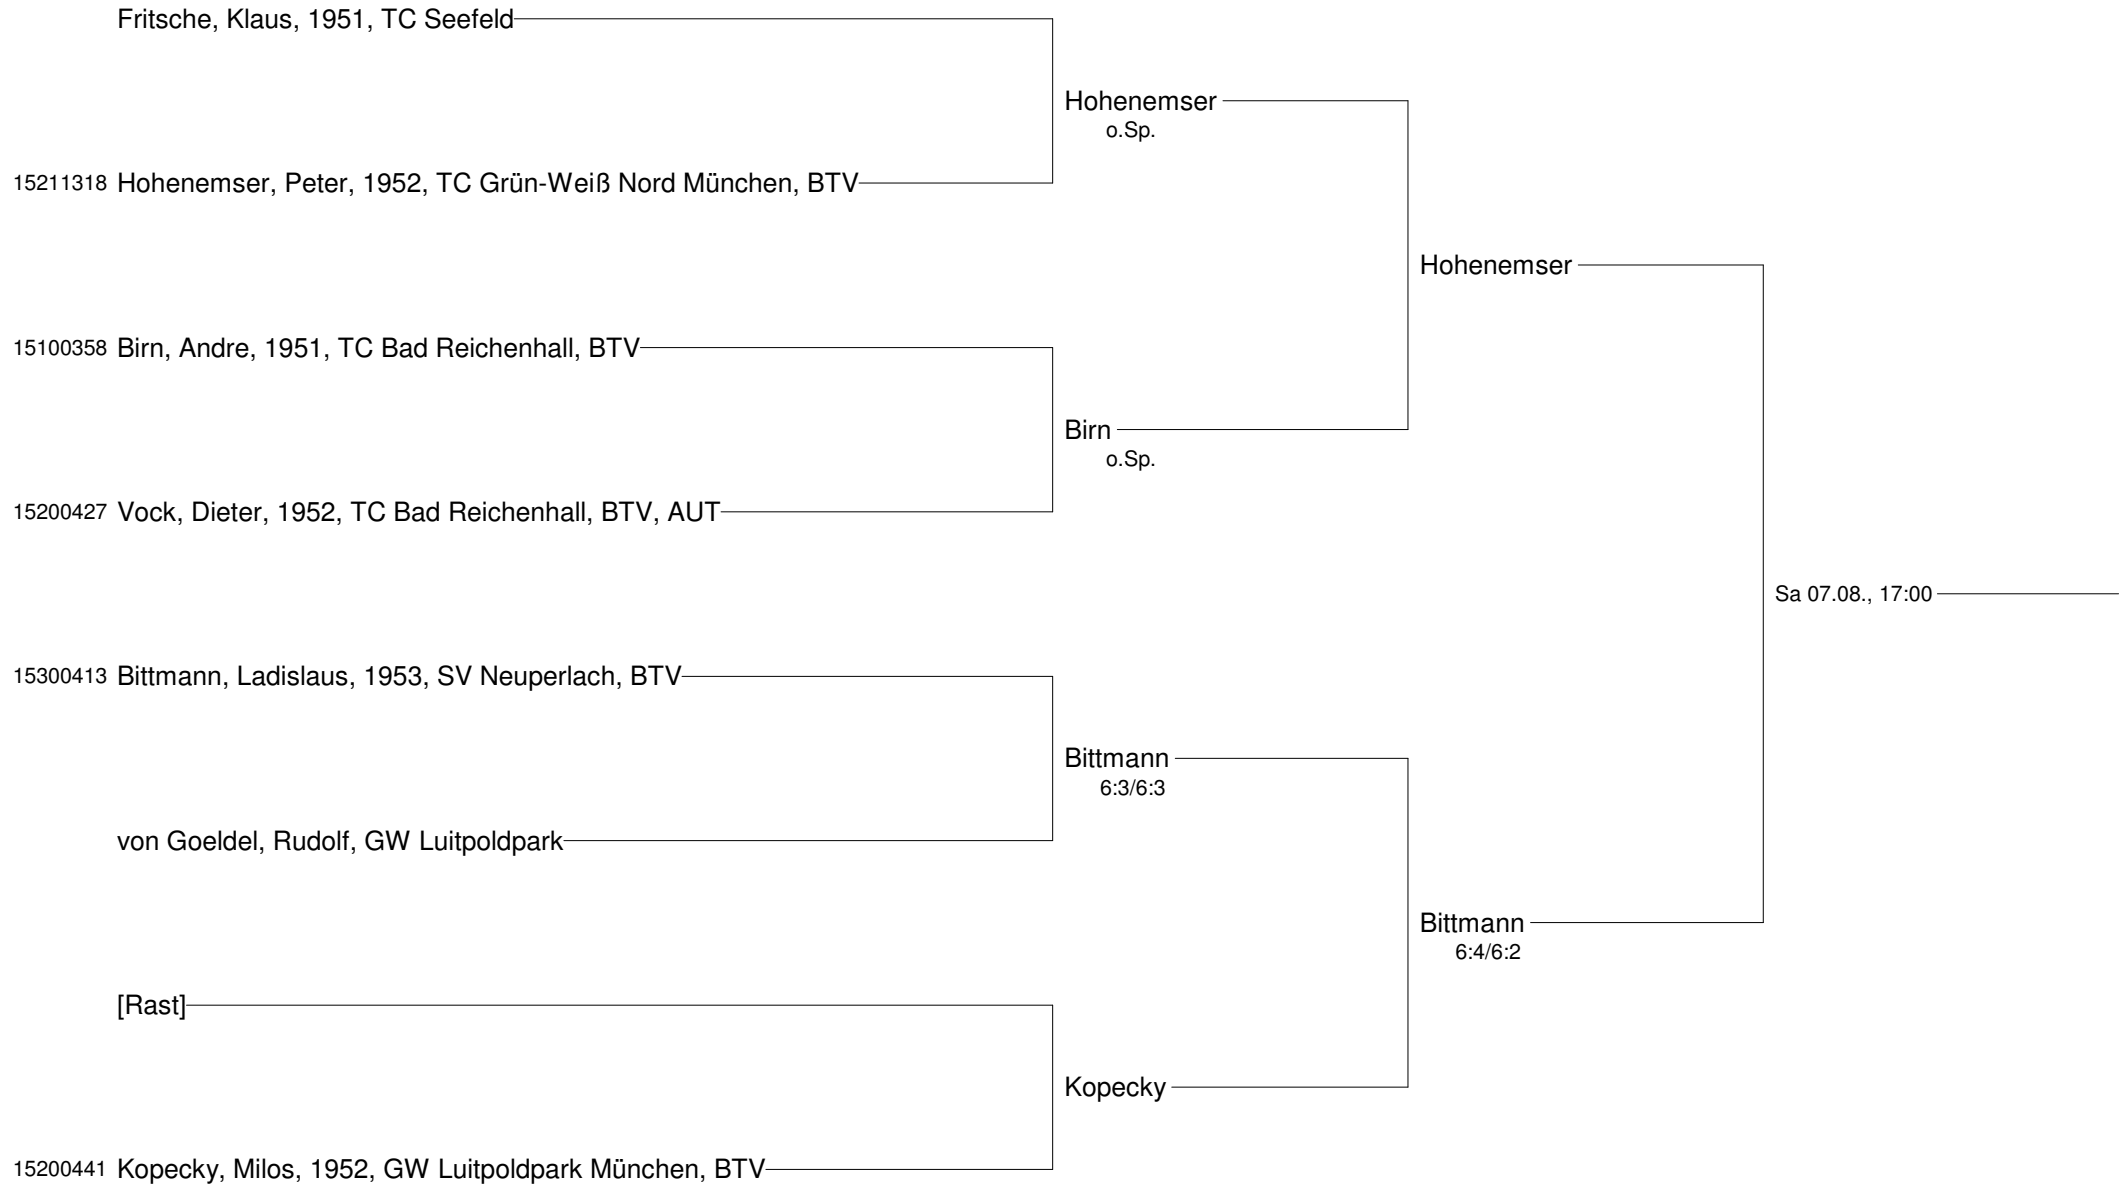 Fritsche, Klaus, 1951, TC Seefeld
Hohenemser
o.Sp.
15211318 Hohenemser, Peter, 1952, TC Grün-Weiß Nord München, BTV
Hohenemser
15100358 Birn, Andre, 1951, TC Bad Reichenhall, BTV
Birn
o.Sp.
15200427 Vock, Dieter, 1952, TC Bad Reichenhall, BTV, AUT
Sa 07.08., 17:00
15300413 Bittmann, Ladislaus, 1953, SV Neuperlach, BTV
Bittmann
6:3/6:3
von Goeldel, Rudolf, GW Luitpoldpark
Bittmann
6:4/6:2
[Rast]
Kopecky
15200441 Kopecky, Milos, 1952, GW Luitpoldpark München, BTV